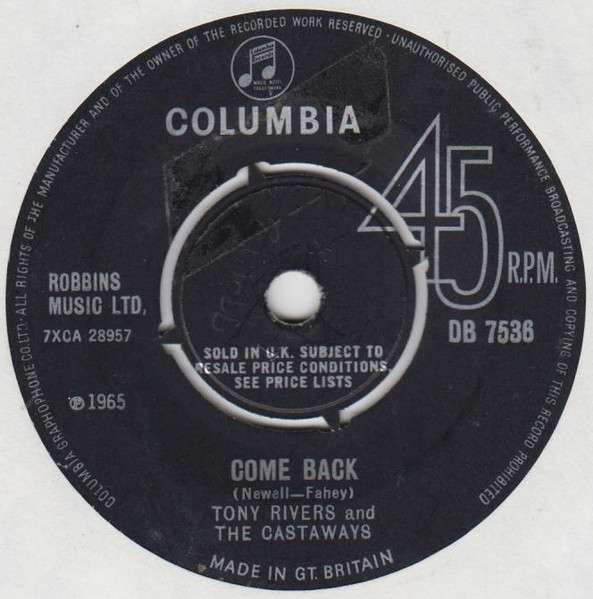 COLUMBIA GRAPHOPHONE CO. LTD. ALL RIGHTS OF THE MANUFACTURER AND OF THE OWNER OF THE RECORDED WORK RESERVED · UNAUTHORISED PUBLIC PERFORMANCE BROADCASTING AND COPYING OF THIS RECORD PROHIBITED
COLUMBIA
45
R.P.M.
ROBBINS
MUSIC LTD.
7XCA 28957
DB 7536
SOLD IN U.K. SUBJECT TO
RESALE PRICE CONDITIONS
SEE PRICE LISTS
℗ 1965
COME BACK
(Newell—Fahey)
TONY RIVERS and
THE CASTAWAYS
MADE IN GT. BRITAIN